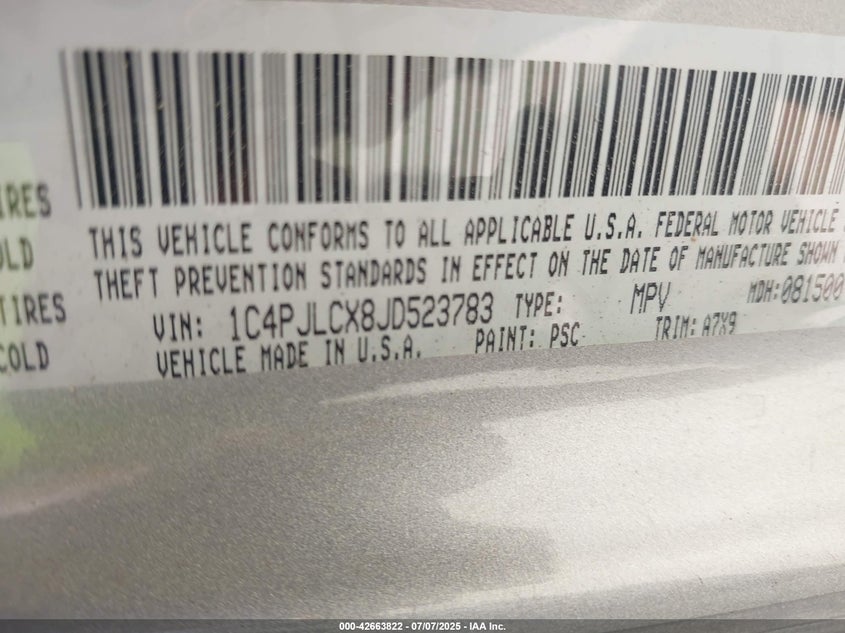 IRES
OLD
TIRES
COLD
THIS VEHICLE CONFORMS TO ALL APPLICABLE U.S.A. FEDERAL MOTOR VEHICLE
THEFT PREVENTION STANDARDS IN EFFECT ON THE DATE OF MANUFACTURE SHOWN
VIN: 1C4PJLCX8JD523783 TYPE: MPV MDH:081500
VEHICLE MADE IN U.S.A. PAINT: PSC TRIM: A7X9
000-42663822 - 07/07/2025 - IAA Inc.